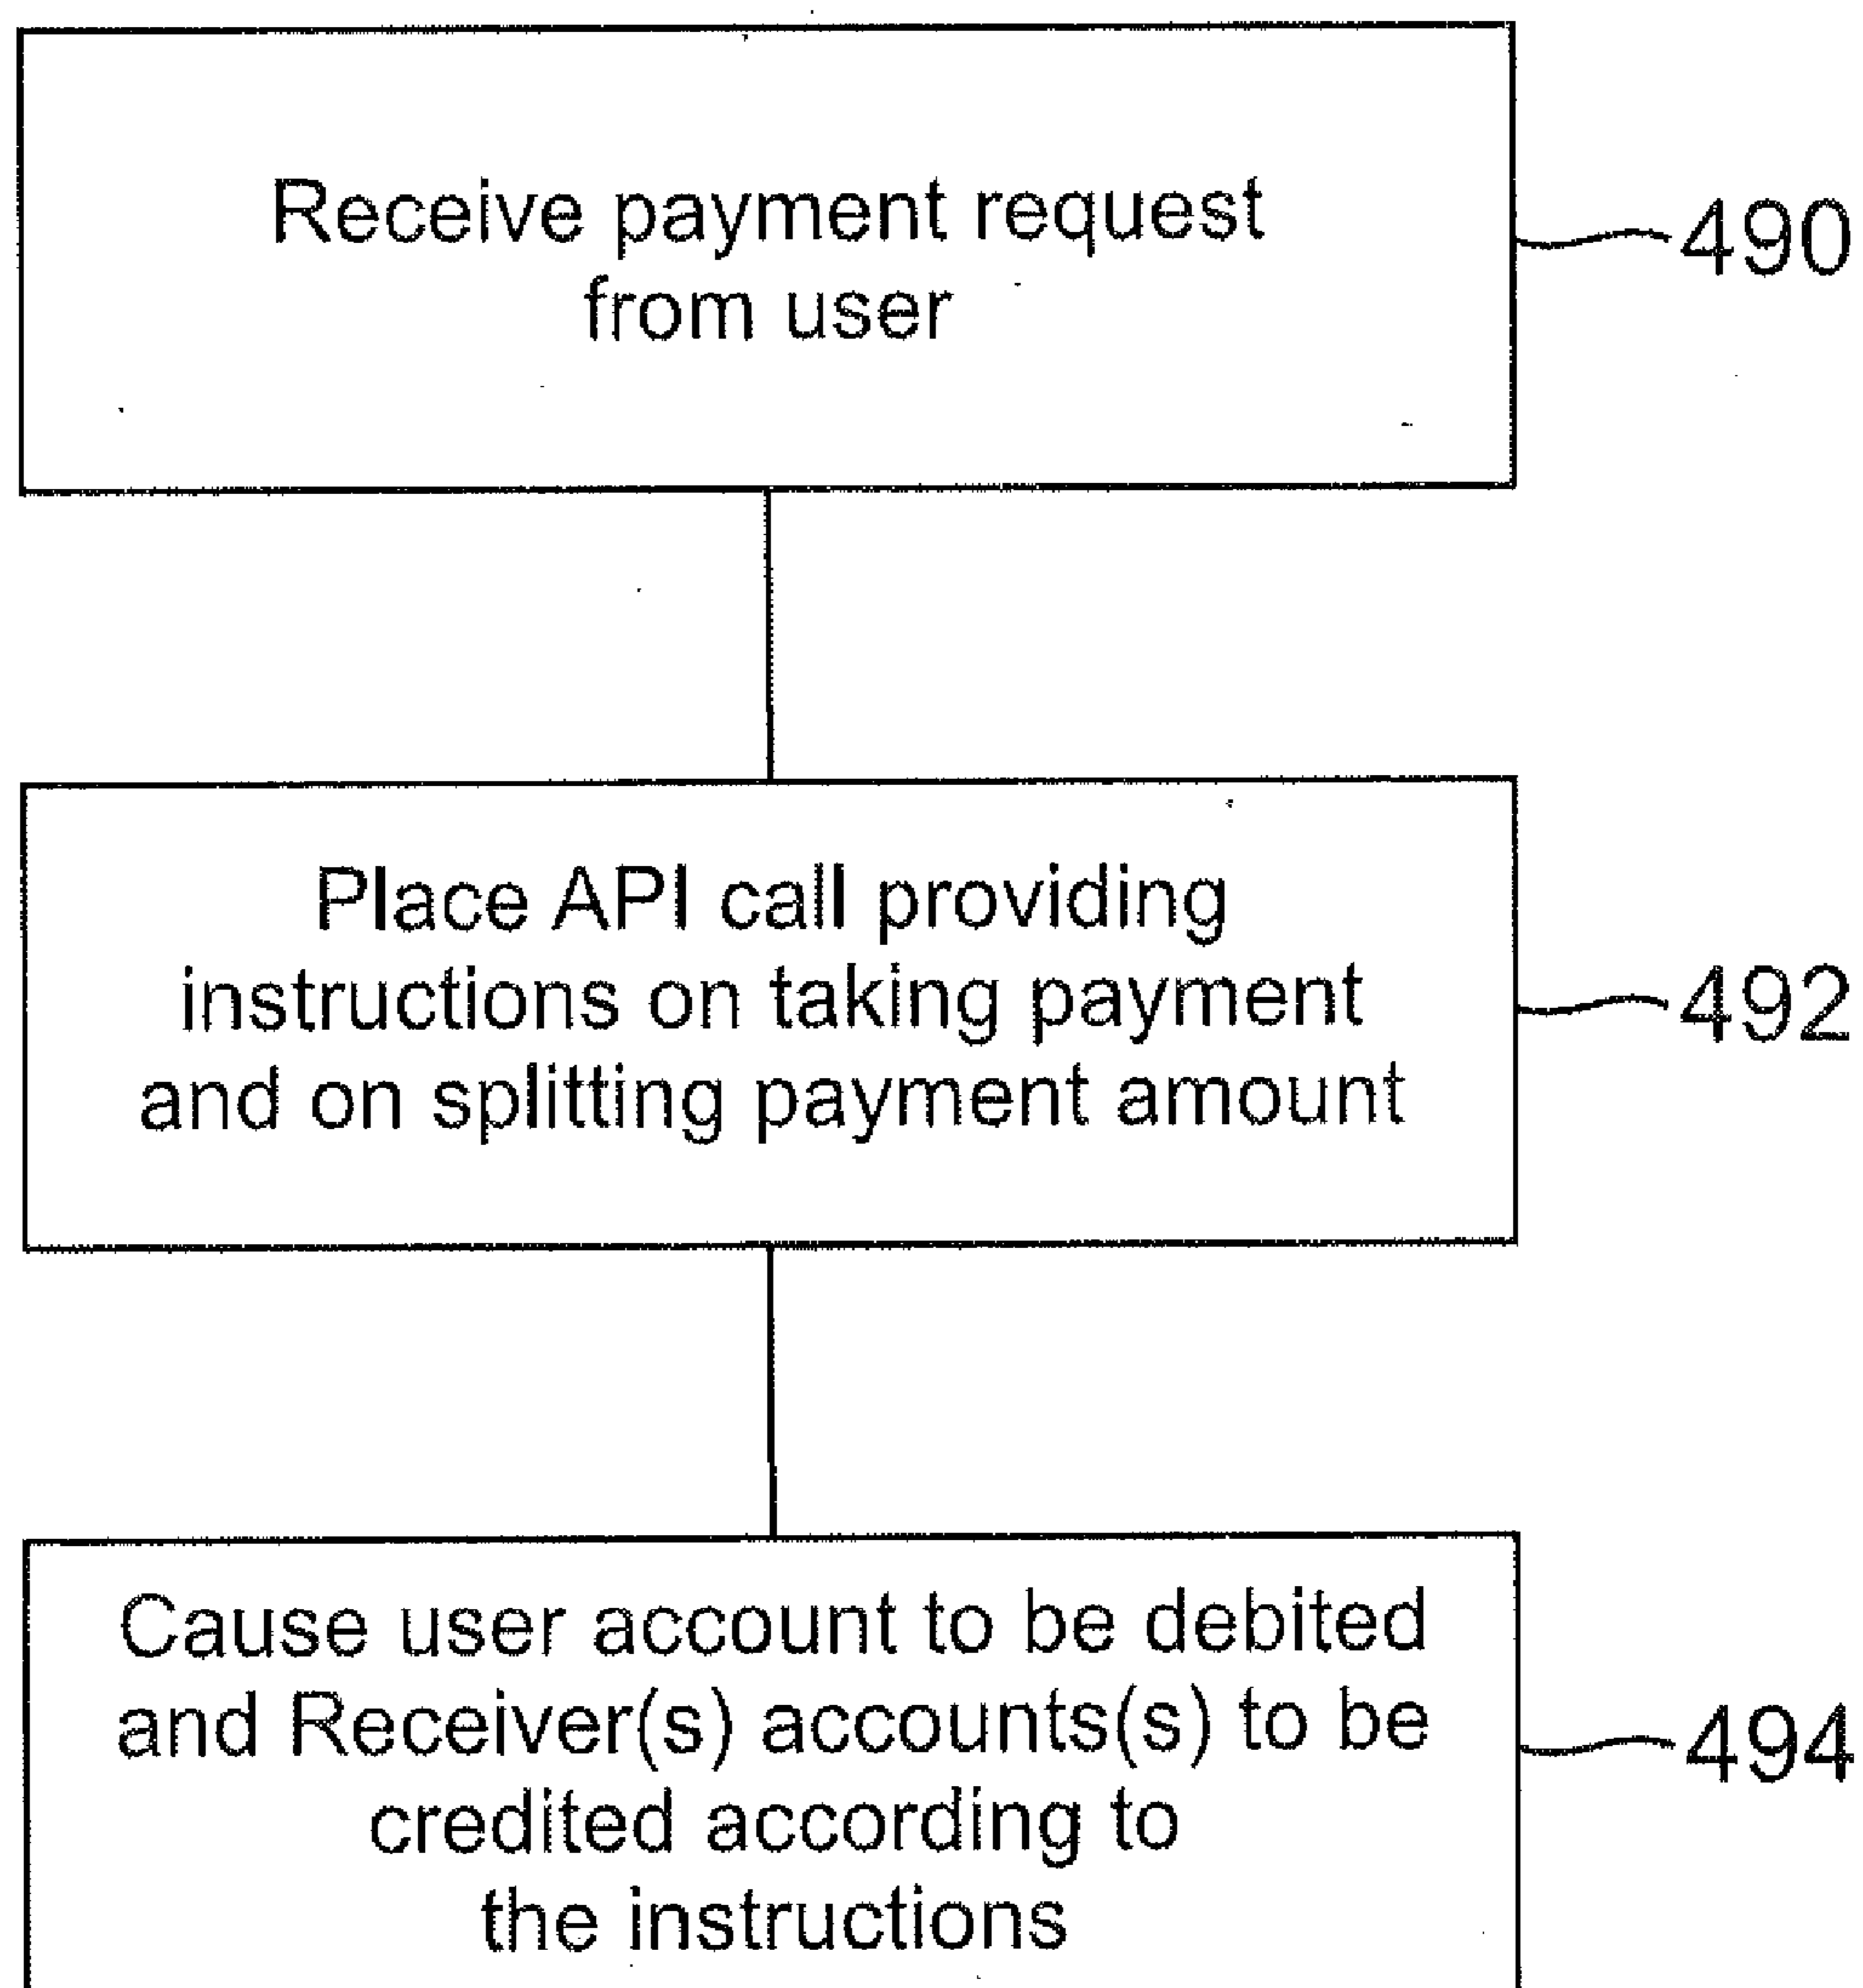 Receive payment request
from user
490
Place API call providing
instructions on taking payment
and on splitting payment amount
492
Cause user account to be debited
and Receiver(s) accounts(s) to be
credited according to
the instructions
494